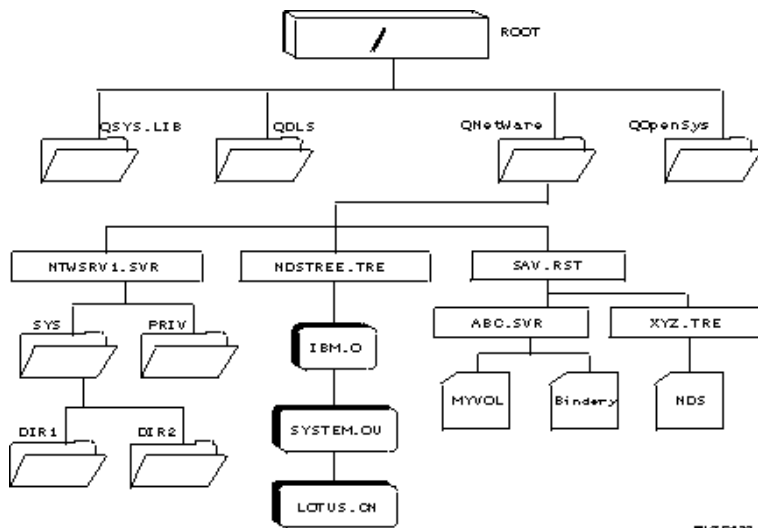 / ROOT
QSYS.LIB QDLS QNetWare QOpenSys
NTWSRV1.SVR NDSTREE.TRE SAV.RST
SYS PRIV ABC.SVR XYZ.TRE
IBM.O
MYVOL Bindery NDS
DIR1 DIR2 SYSTEM.OU
LOTUS.CN